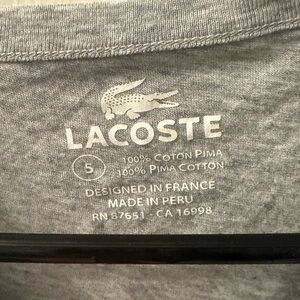 LACOSTE
5
100% COTON PIMA
100% PIMA COTTON
DESIGNED IN FRANCE
MADE IN PERU
RN 87651 - CA 16998